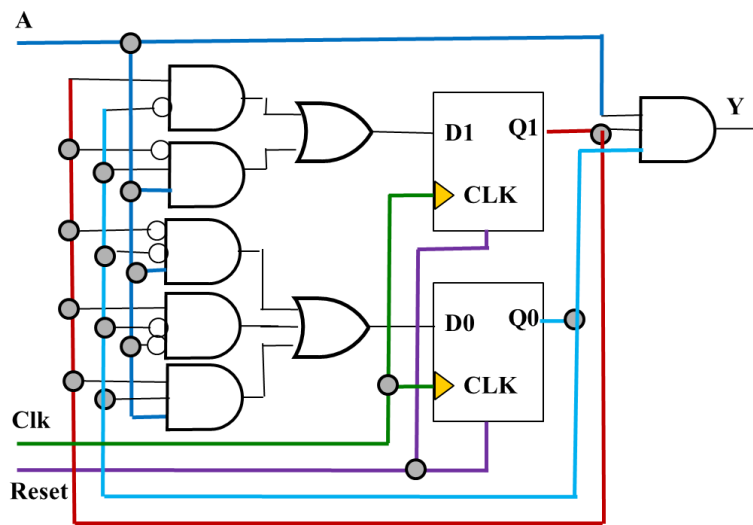 A
Y
D1 Q1
CLK
D0 Q0
CLK
Clk
Reset